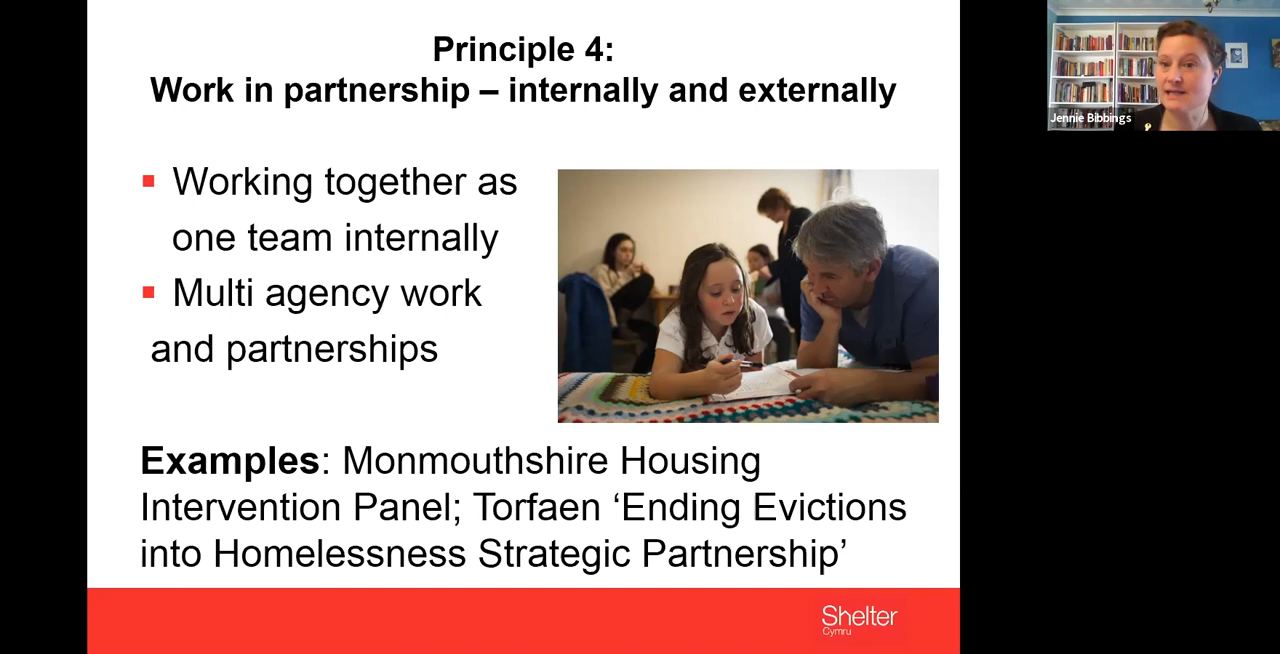 Principle 4:
Work in partnership – internally and externally
▪ Working together as
one team internally
▪ Multi agency work
and partnerships
Examples: Monmouthshire Housing
Intervention Panel; Torfaen ‘Ending Evictions
into Homelessness Strategic Partnership’
Shelter
Cymru
Jennie Bibbings